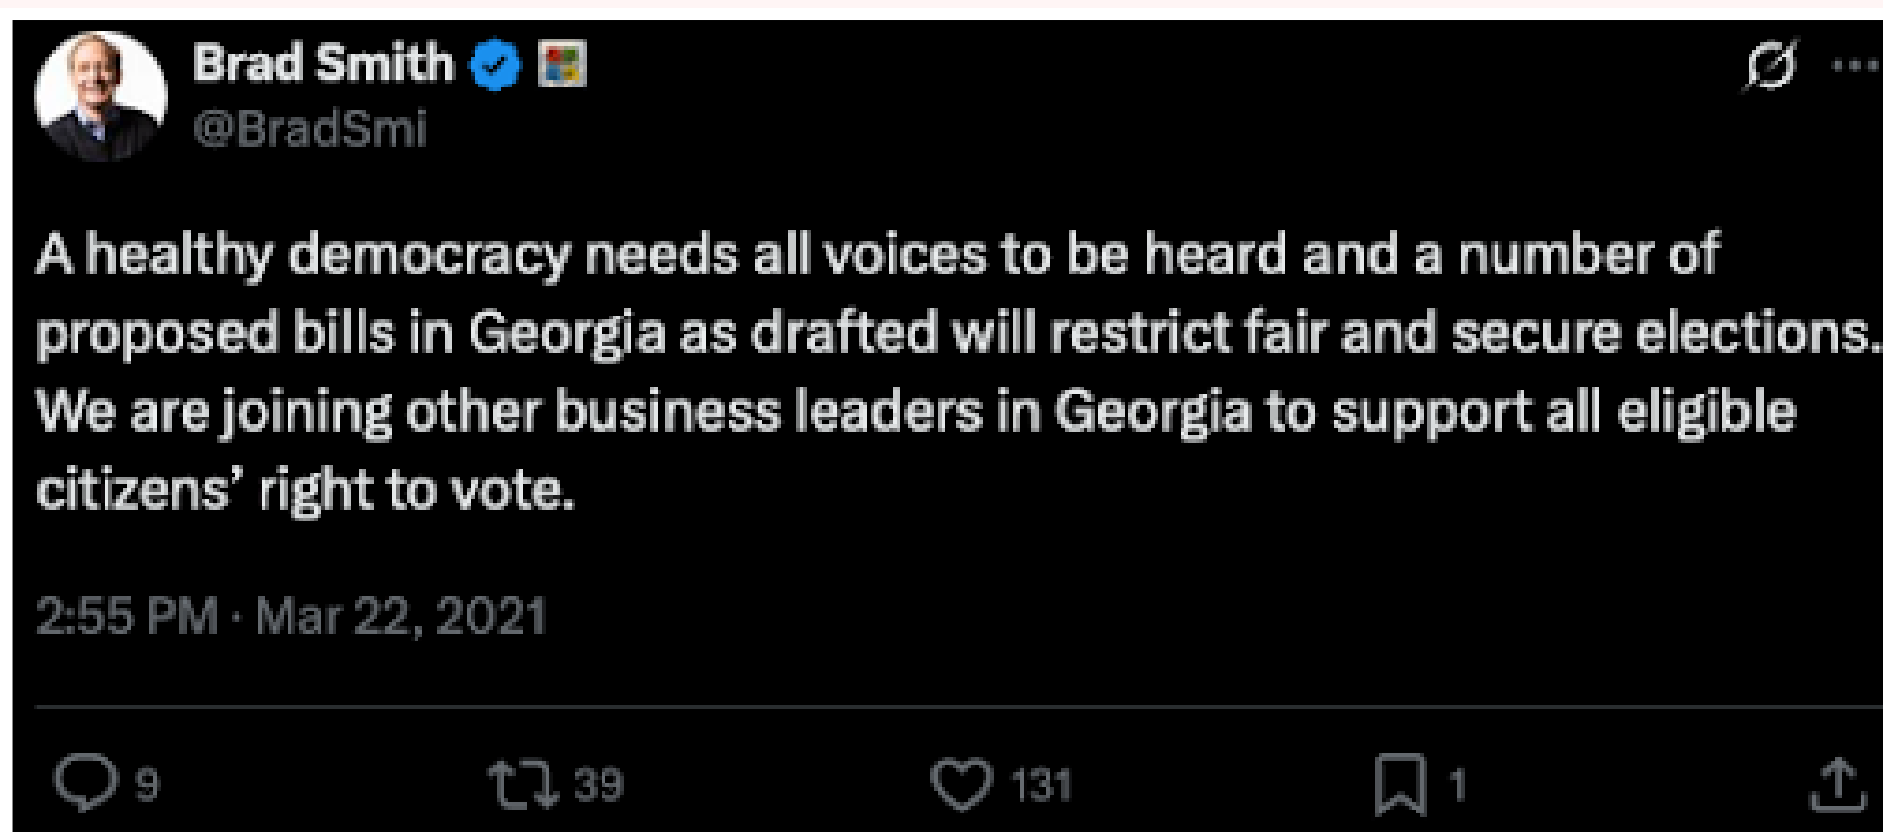 Brad Smith
@BradSmi
A healthy democracy needs all voices to be heard and a number of
proposed bills in Georgia as drafted will restrict fair and secure elections.
We are joining other business leaders in Georgia to support all eligible
citizens’ right to vote.
2:55 PM · Mar 22, 2021
9 39 131 1